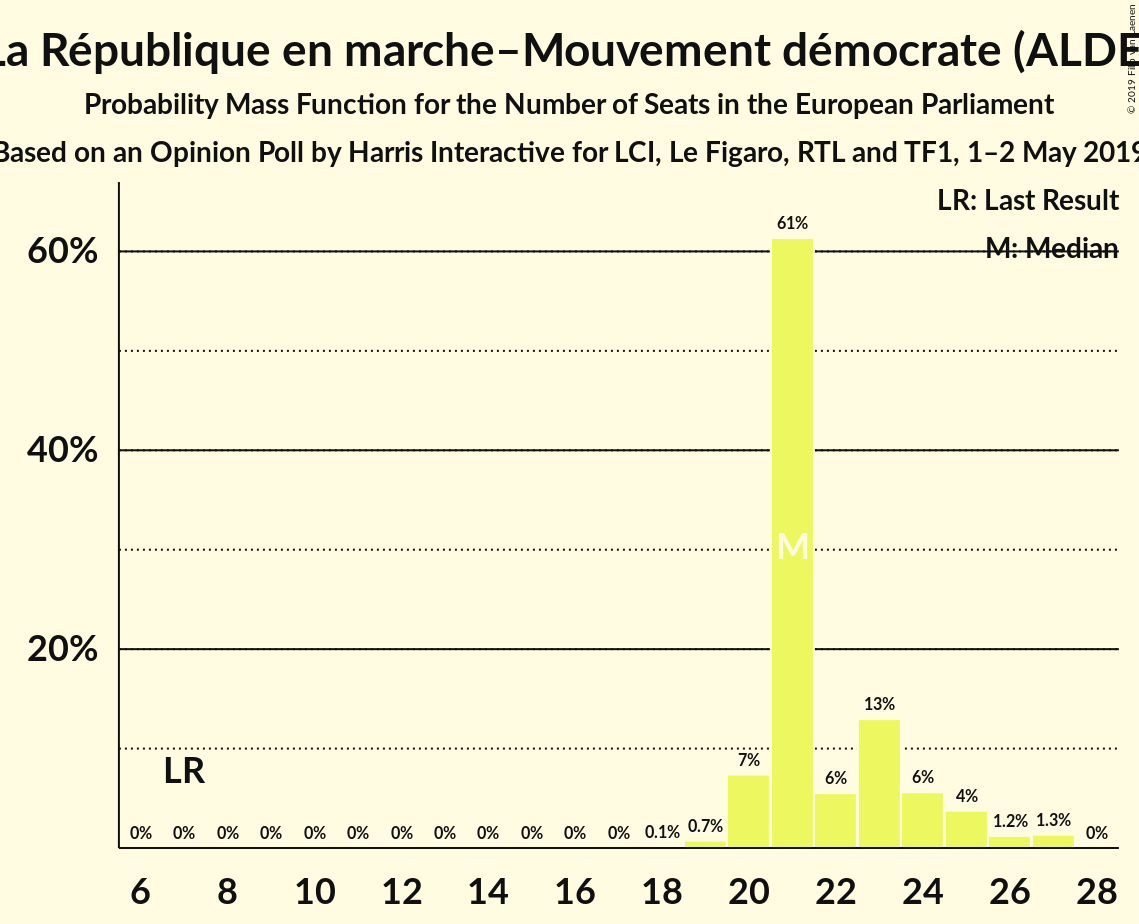 La République en marche–Mouvement démocrate (ALDE
Probability Mass Function for the Number of Seats in the European Parliament
Based on an Opinion Poll by Harris Interactive for LCI, Le Figaro, RTL and TF1, 1–2 May 2019
© 2019
LR: Last Result
M: Median
60%
40%
20%
61%
M
13%
7%
6%
6%
4%
LR
0% 0% 0% 0% 0% 0% 0% 0% 0% 0% 0% 0% 0.1% 0.7% 1.2% 1.3% 0%
6 8 10 12 14 16 18 20 22 24 26 28